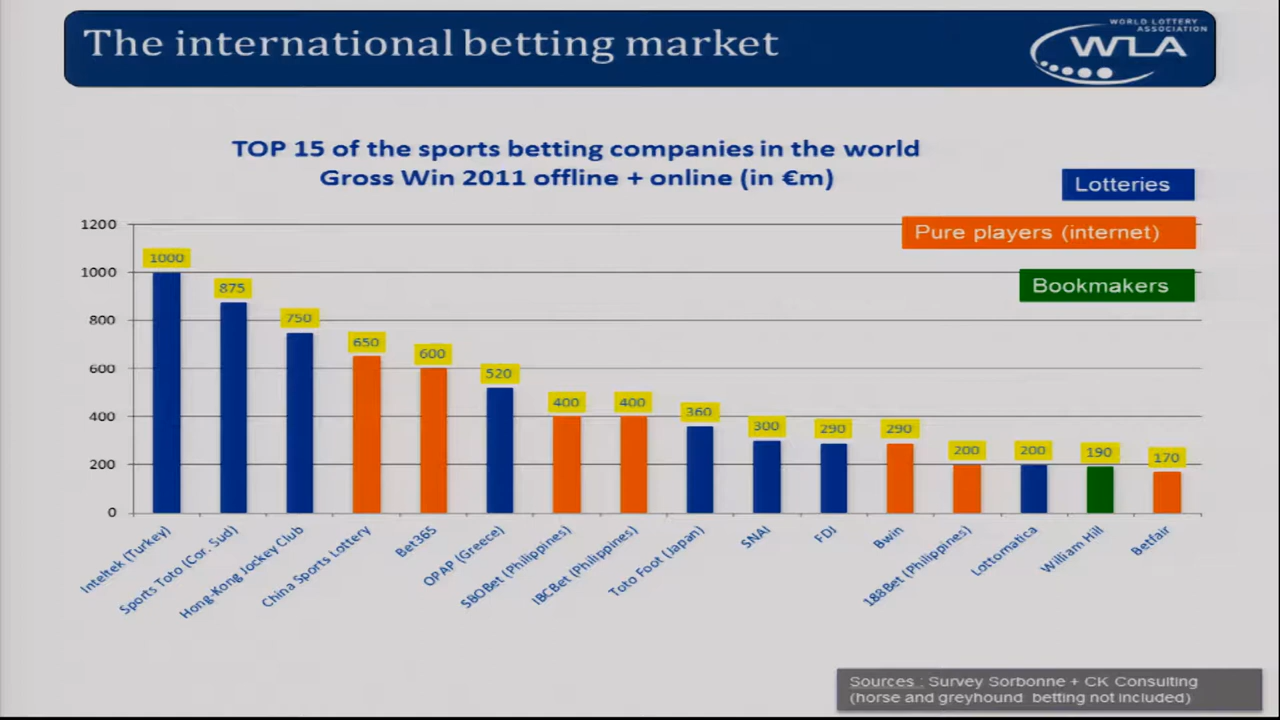 The international betting market
WORLD LOTTERY
ASSOCIATION
WLA
TOP 15 of the sports betting companies in the world
Gross Win 2011 offline + online (in €m)
Lotteries
Pure players (internet)
Bookmakers
1200
1000
800
600
400
200
0
1000
875
750
650
600
520
400
400
360
300
290
290
200
200
190
170
Inteltek (Turkey)
Sports Toto (Cor. Sud)
Hong-Kong Jockey Club
China Sports Lottery
Bet365
OPAP (Greece)
SBOBet (Philippines)
IBCBet (Philippines)
Toto Foot (Japan)
SNAI
FDJ
Bwin
188Bet (Philippines)
Lottomatica
William Hill
Betfair
Sources : Survey Sorbonne + CK Consulting
(horse and greyhound betting not included)